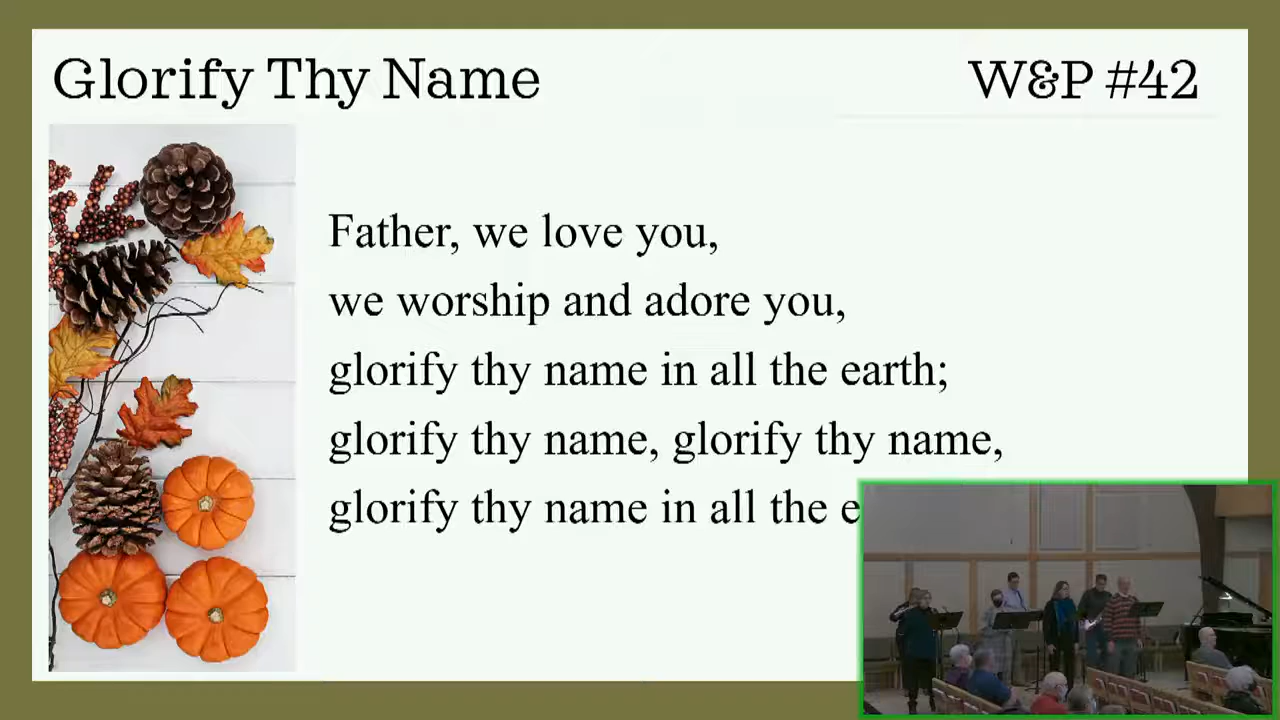 Glorify Thy Name
W&P #42
Father, we love you,
we worship and adore you,
glorify thy name in all the earth;
glorify thy name, glorify thy name,
glorify thy name in all the